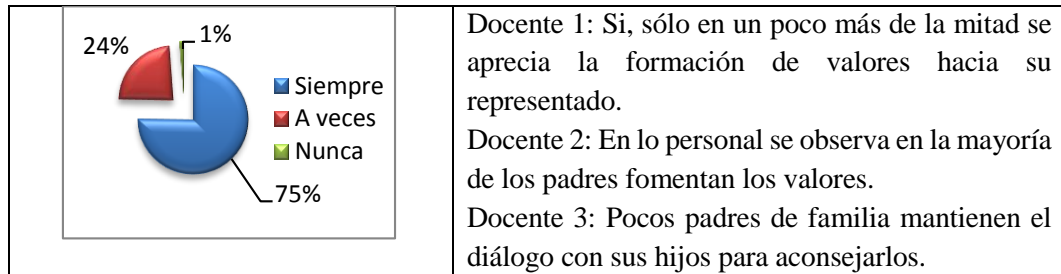 24%
1%
Siempre
A veces
Nunca
75%
Docente 1: Si, sólo en un poco más de la mitad se
aprecia la formación de valores hacia su
representado.
Docente 2: En lo personal se observa en la mayoría
de los padres fomentan los valores.
Docente 3: Pocos padres de familia mantienen el
diálogo con sus hijos para aconsejarlos.